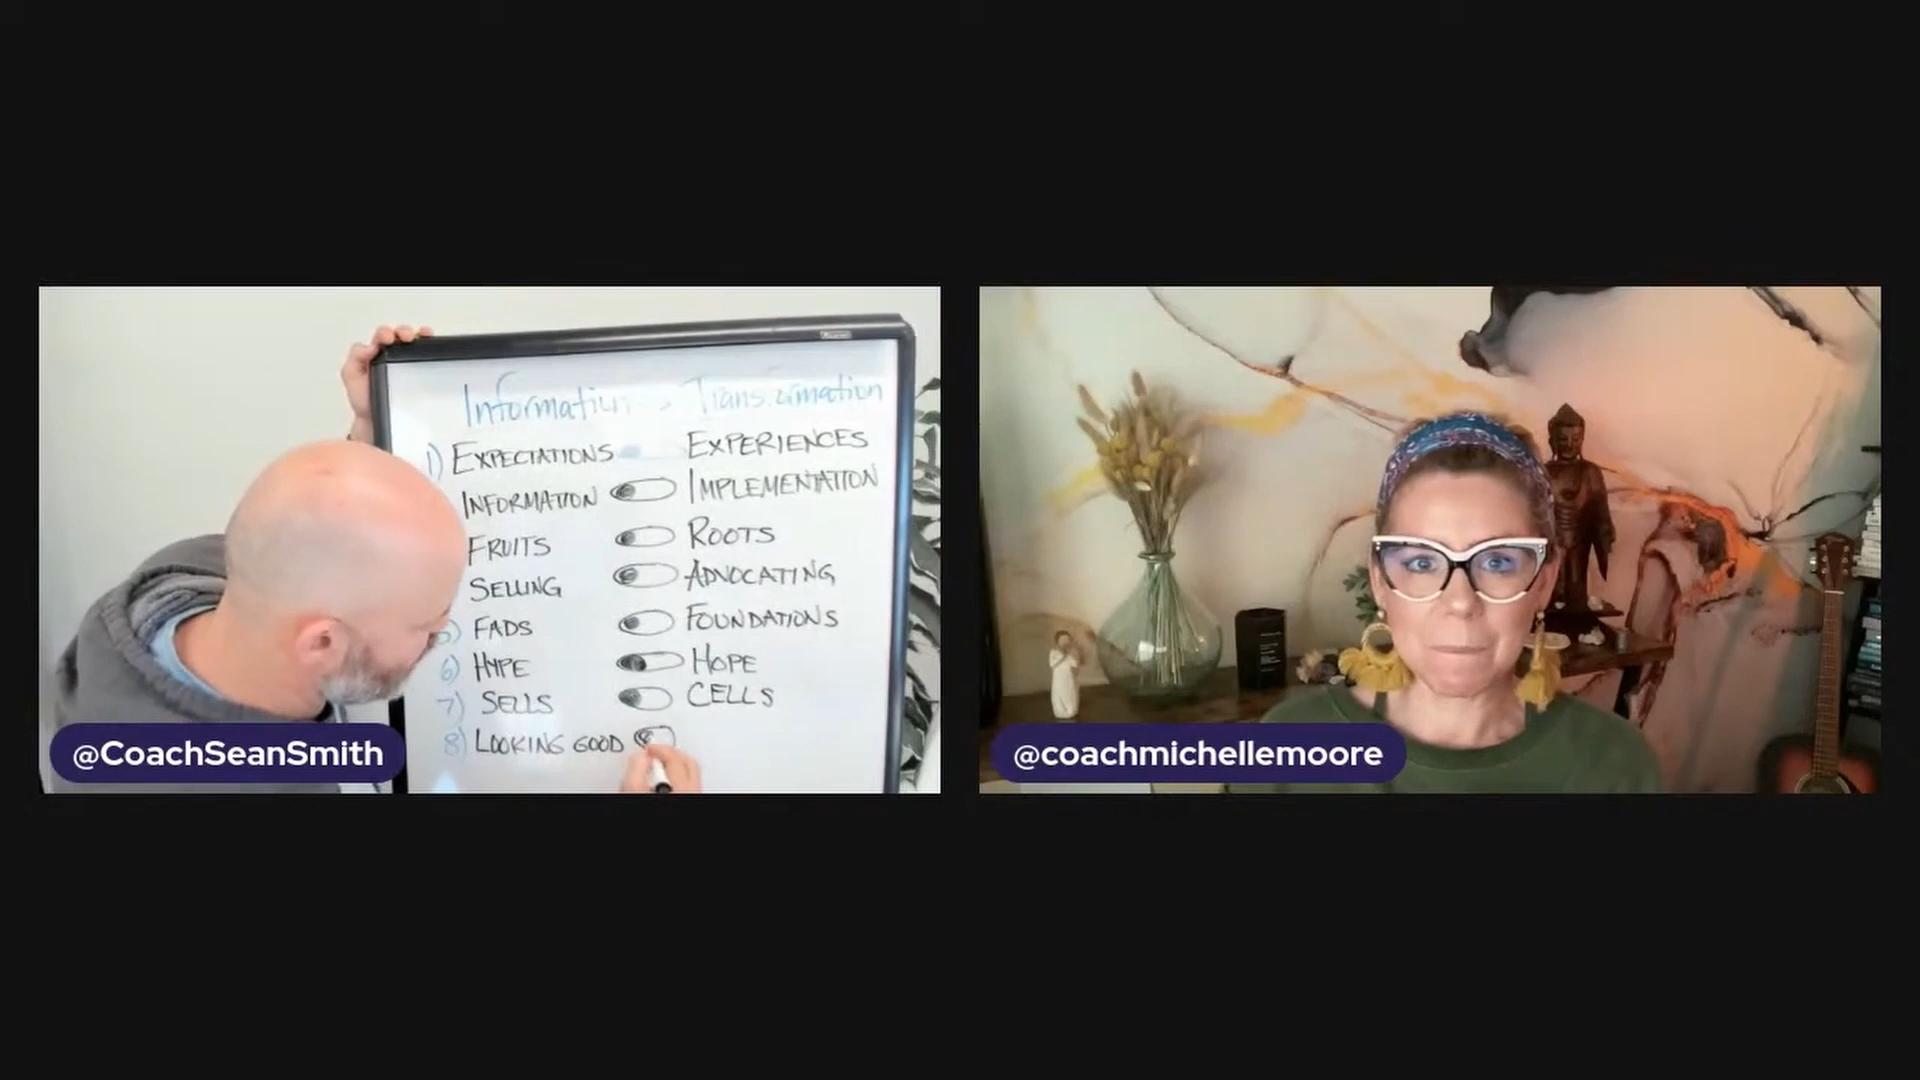 Information -> Transformation
1) EXPECTATIONS EXPERIENCES
INFORMATION IMPLEMENTATION
FRUITS ROOTS
SELLING ADVOCATING
5) FADS FOUNDATIONS
6) HYPE HOPE
7) SELLS CELLS
8) LOOKING GOOD
@CoachSeanSmith
@coachmichellemoore